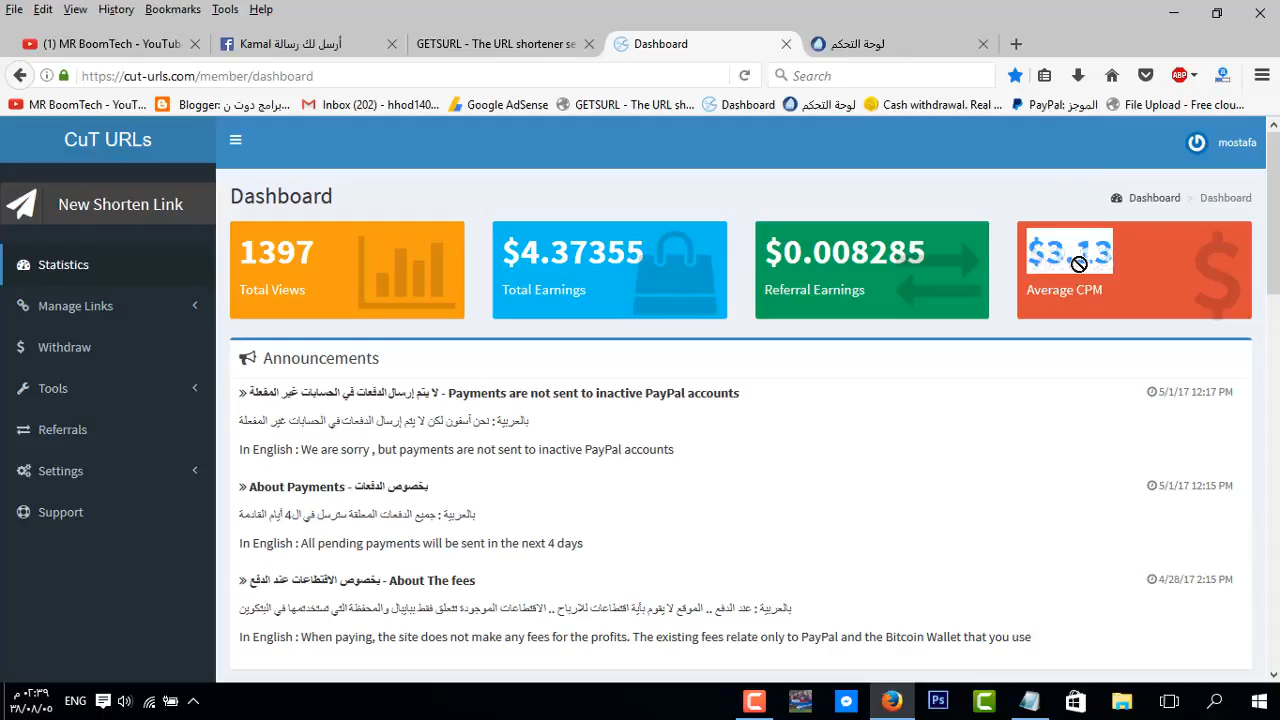 File Edit View History Bookmarks Tools Help
(1) MR BoomTech - YouTube
Kamal أرسل لك رسالة
GETSURL - The URL shortener se
Dashboard
لوحة التحكم
https://cut-urls.com/member/dashboard
Search
ABP
MR BoomTech - YouT...
Blogger: برامج دوت ن...
Inbox (202) - hhod140...
Google AdSense
GETSURL - The URL sh...
Dashboard
لوحة التحكم
Cash withdrawal. Real ...
PayPal: الموجز
File Upload - Free clou...
CuT URLs
mostafa
New Shorten Link
Dashboard
Dashboard > Dashboard
Statistics
Manage Links
Withdraw
Tools
Referrals
Settings
Support
1397
Total Views
$4.37355
Total Earnings
$0.008285
Referral Earnings
$3.13
Average CPM
Announcements
» لا يتم إرسال الدفعات في الحسابات غير المفعلة - Payments are not sent to inactive PayPal accounts
5/1/17 12:17 PM
بالعربية : نحن آسفون لكن لا يتم إرسال الدفعات في الحسابات غير المفعلة
In English : We are sorry , but payments are not sent to inactive PayPal accounts
» About Payments - بخصوص الدفعات
5/1/17 12:15 PM
بالعربية : جميع الدفعات المعلقة سترسل في ال4 أيام القادمة
In English : All pending payments will be sent in the next 4 days
» بخصوص الاقتطاعات عند الدفع - About The fees
4/28/17 2:15 PM
بالعربية : عند الدفع .. الموقع لا يقوم بأية اقتطاعات للارباح .. الاقتطاعات الموجودة تتعلق فقط ببايبال والمحفظة التي تستخدمها في البتكوين
In English : When paying, the site does not make any fees for the profits. The existing fees relate only to PayPal and the Bitcoin Wallet that you use
٠٢:٣٩ م
٣٨/٠٨/٠٥
ENG
Ps